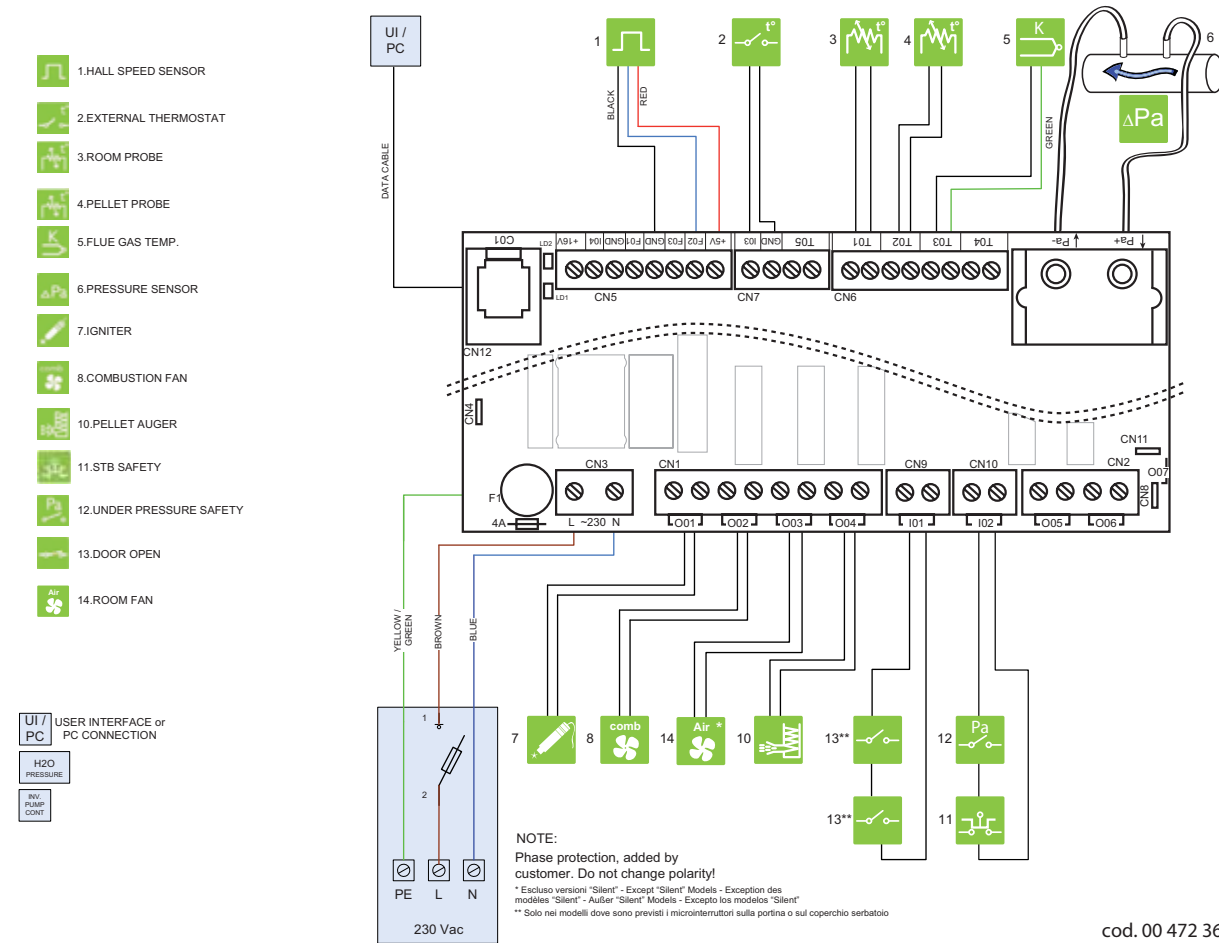 UI /
PC
1
2
t°
3
t°
4
t°
5
K
6
ΔPa
1.HALL SPEED SENSOR
2.EXTERNAL THERMOSTAT
3.ROOM PROBE
4.PELLET PROBE
K
5.FLUE GAS TEMP.
ΔPa
6.PRESSURE SENSOR
7.IGNITER
comb
8.COMBUSTION FAN
10.PELLET AUGER
11.STB SAFETY
Pa
12.UNDER PRESSURE SAFETY
13.DOOR OPEN
Air
14.ROOM FAN
UI /
PC
USER INTERFACE or
PC CONNECTION
H2O
PRESSURE
INV.
PUMP
CONT
DATA CABLE
BLACK
RED
GREEN
C01
LD2
+16V
I04
GND
F01
GND
F03
F02
+5V
I03
GND
T05
T01
T02
T03
T04
Pa-
Pa+
LD1
CN5
CN7
CN6
CN12
CN4
CN11
CN3
CN1
CN9
CN10
CN2
O07
CN8
F1
4A
L ~230 N
O01
O02
O03
O04
I01
I02
O05
O06
YELLOW /
GREEN
BROWN
BLUE
1
2
PE
L
N
230 Vac
7
*
8
comb
14
Air *
10
13**
12
Pa
13**
11
NOTE:
Phase protection, added by
customer. Do not change polarity!
* Escluso versioni "Silent" - Except "Silent" Models - Exception des
modèles "Silent" - Außer "Silent" Models - Excepto los modelos "Silent"
** Solo nei modelli dove sono previsti i microinterruttori sulla portina o sul coperchio serbatoio
cod. 00 472 36